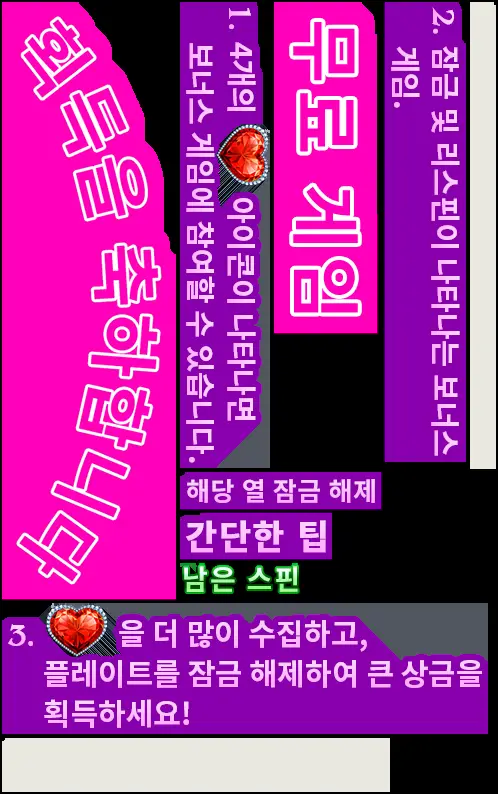 획득을 축하합니다
1. 4개의 아이콘이 나타나면
보너스 게임에 참여할 수 있습니다.
무료 게임
2. 잠금 및 리스핀이 나타나는 보너스
게임.
해당 열 잠금 해제
간단한 팁
남은 스핀
3. 을 더 많이 수집하고,
플레이트를 잠금 해제하여 큰 상금을
획득하세요!